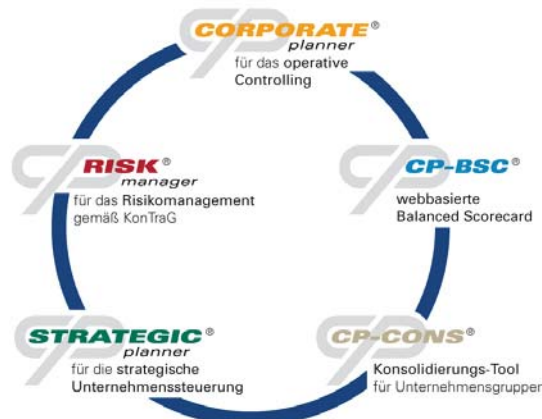 CORPORATE®
planner
für das operative
Controlling
RISK®
manager
für das Risikomanagement
gemäß KonTraG
CP-BSC®
webbasierte
Balanced Scorecard
STRATEGIC®
planner
für die strategische
Unternehmenssteuerung
CP-CONS®
Konsolidierungs-Tool
für Unternehmensgruppen